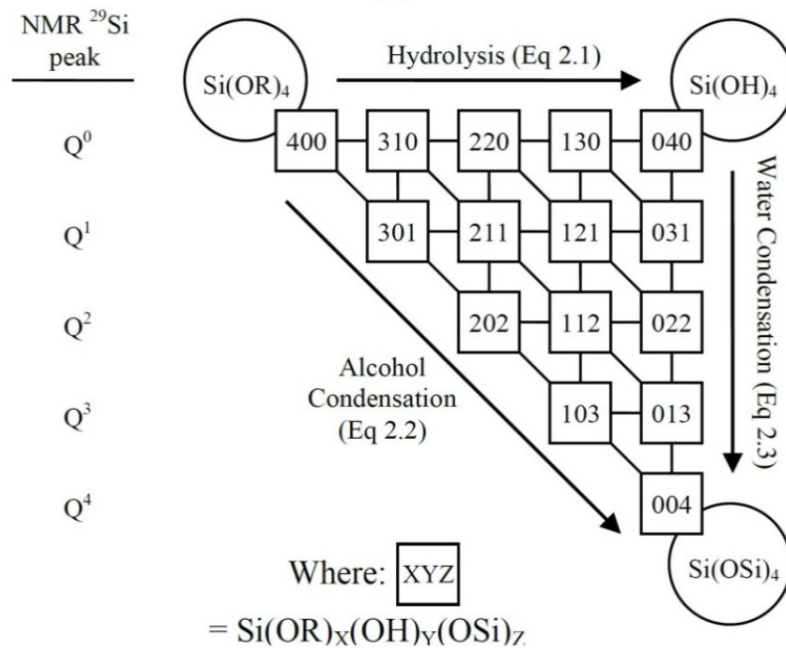 NMR ²⁹Si
peak
Si(OR)₄
Hydrolysis (Eq 2.1)
Si(OH)₄
Q⁰
400
310
220
130
040
Q¹
301
211
121
031
Q²
202
112
022
Q³
103
013
Q⁴
004
Water Condensation (Eq 2.3)
Alcohol
Condensation
(Eq 2.2)
Si(OSi)₄
Where: XYZ
= Si(OR)X(OH)Y(OSi)Z